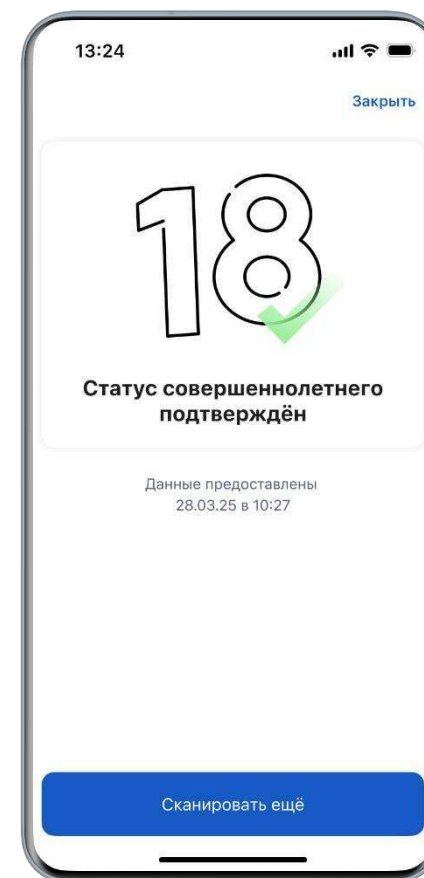 13:24
Закрыть
18
Статус совершеннолетнего
подтверждён
Данные предоставлены
28.03.25 в 10:27
Сканировать ещё